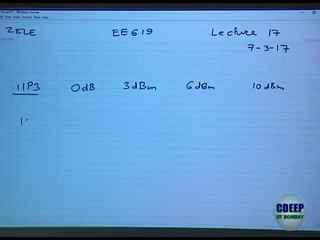 ZELE EE619 Lecture 17
7-3-17
IIP3 0dB 3dBm 6dBm 10dBm
CDEEP
IIT BOMBAY